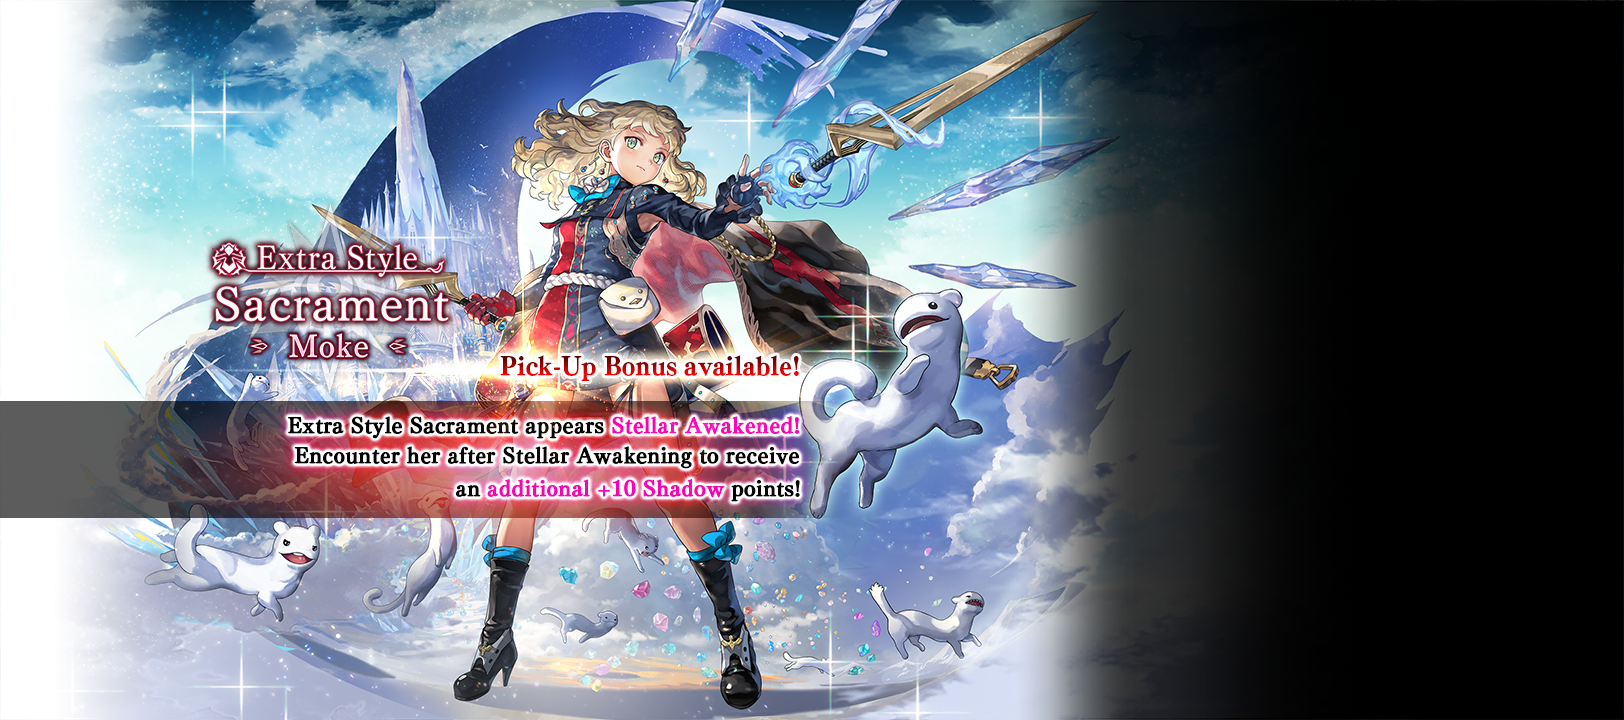 Extra Style
Sacrament
Moke
Pick-Up Bonus available!
Extra Style Sacrament appears Stellar Awakened!
Encounter her after Stellar Awakening to receive
an additional +10 Shadow points!